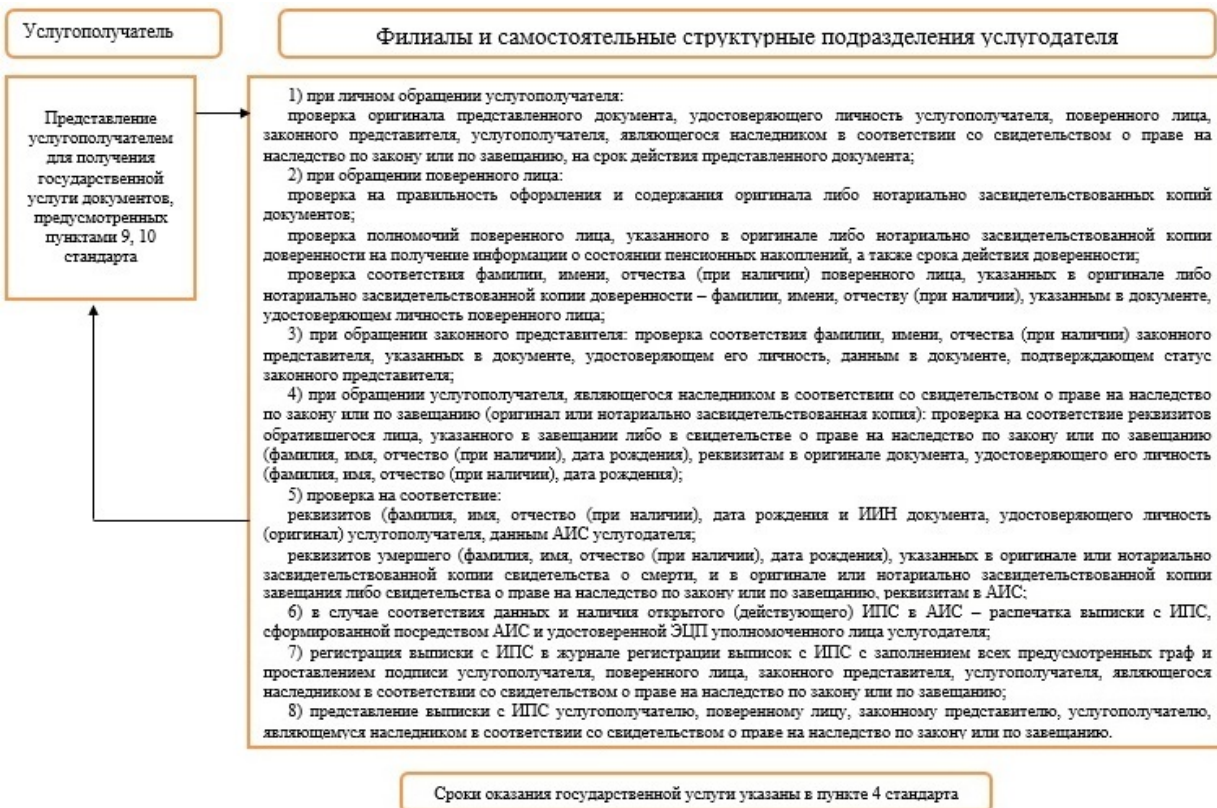 Услугополучатель
Филиалы и самостоятельные структурные подразделения услугодателя
Представление
услугополучателем
для получения
государственной
услуги документов,
предусмотренных
пунктами 9, 10
стандарта
1) при личном обращении услугополучателя:
проверка оригинала представленного документа, удостоверяющего личность услугополучателя, поверенного лица,
законного представителя, услугополучателя, являющегося наследником в соответствии со свидетельством о праве на
наследство по закону или по завещанию, на срок действия представленного документа;
2) при обращении поверенного лица:
проверка на правильность оформления и содержания оригинала либо нотариально засвидетельствованных копий
документов;
проверка полномочий поверенного лица, указанного в оригинале либо нотариально засвидетельствованной копии
доверенности на получение информации о состоянии пенсионных накоплений, а также срока действия доверенности;
проверка соответствия фамилии, имени, отчества (при наличии) поверенного лица, указанных в оригинале либо
нотариально засвидетельствованной копии доверенности – фамилии, имени, отчеству (при наличии), указанным в документе,
удостоверяющем личность поверенного лица;
3) при обращении законного представителя: проверка соответствия фамилии, имени, отчества (при наличии) законного
представителя, указанных в документе, удостоверяющем его личность, данным в документе, подтверждающем статус
законного представителя;
4) при обращении услугополучателя, являющегося наследником в соответствии со свидетельством о праве на наследство
по закону или по завещанию (оригинал или нотариально засвидетельствованная копия): проверка на соответствие реквизитов
обратившегося лица, указанного в завещании либо в свидетельстве о праве на наследство по закону или по завещанию
(фамилия, имя, отчество (при наличии), дата рождения), реквизитам в оригинале документа, удостоверяющего его личность
(фамилия, имя, отчество (при наличии), дата рождения);
5) проверка на соответствие:
реквизитов (фамилия, имя, отчество (при наличии), дата рождения и ИИН документа, удостоверяющего личность
(оригинал) услугополучателя, данным АИС услугодателя;
реквизитов умершего (фамилия, имя, отчество (при наличии), дата рождения), указанных в оригинале или нотариально
засвидетельствованной копии свидетельства о смерти, и в оригинале или нотариально засвидетельствованной копии
завещания либо свидетельства о праве на наследство по закону или по завещанию, реквизитам в АИС;
6) в случае соответствия данных и наличия открытого (действующего) ИПС в АИС – распечатка выписки с ИПС,
сформированной посредством АИС и удостоверенной ЭЦП уполномоченного лица услугодателя;
7) регистрация выписки с ИПС в журнале регистрации выписок с ИПС с заполнением всех предусмотренных граф и
проставлением подписи услугополучателя, поверенного лица, законного представителя, услугополучателя, являющегося
наследником в соответствии со свидетельством о праве на наследство по закону или по завещанию;
8) представление выписки с ИПС услугополучателю, поверенному лицу, законному представителю, услугополучателю,
являющемуся наследником в соответствии со свидетельством о праве на наследство по закону или по завещанию.
Сроки оказания государственной услуги указаны в пункте 4 стандарта